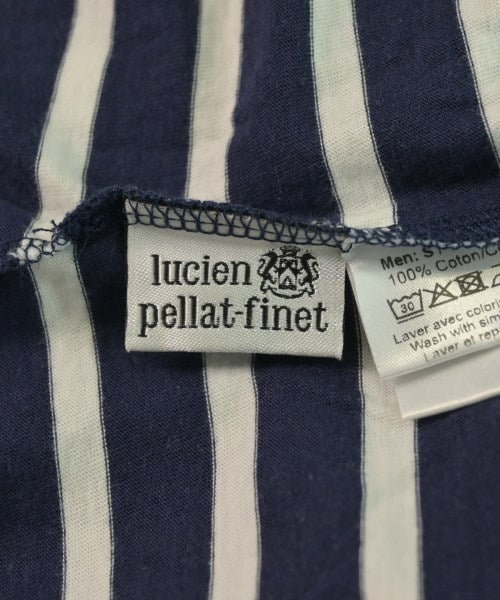 lucien
pellat-finet
Men: S
100% Coton
30
Laver avec
Wash with
Laver et